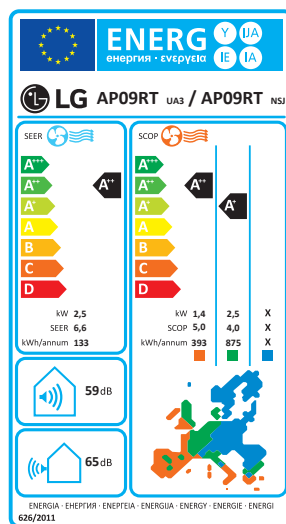 ENERG
енергия · ενεργεια
Y IJA
IE IA
LG AP09RT UA3 / AP09RT NSJ
SEER
SCOP
A+++ A+++
A++ A++ A++ A++
A+ A+ A+
A A
B B
C C
D D
kW 2,5
SEER 6,6
kWh/annum 133
kW 1,4 2,5 X
SCOP 5,0 4,0 X
kWh/annum 393 875 X
59dB
65dB
ENERGIA · ЕНЕРГИЯ · ΕΝΕΡΓΕΙΑ · ENERGIJA · ENERGY · ENERGIE · ENERGI
626/2011